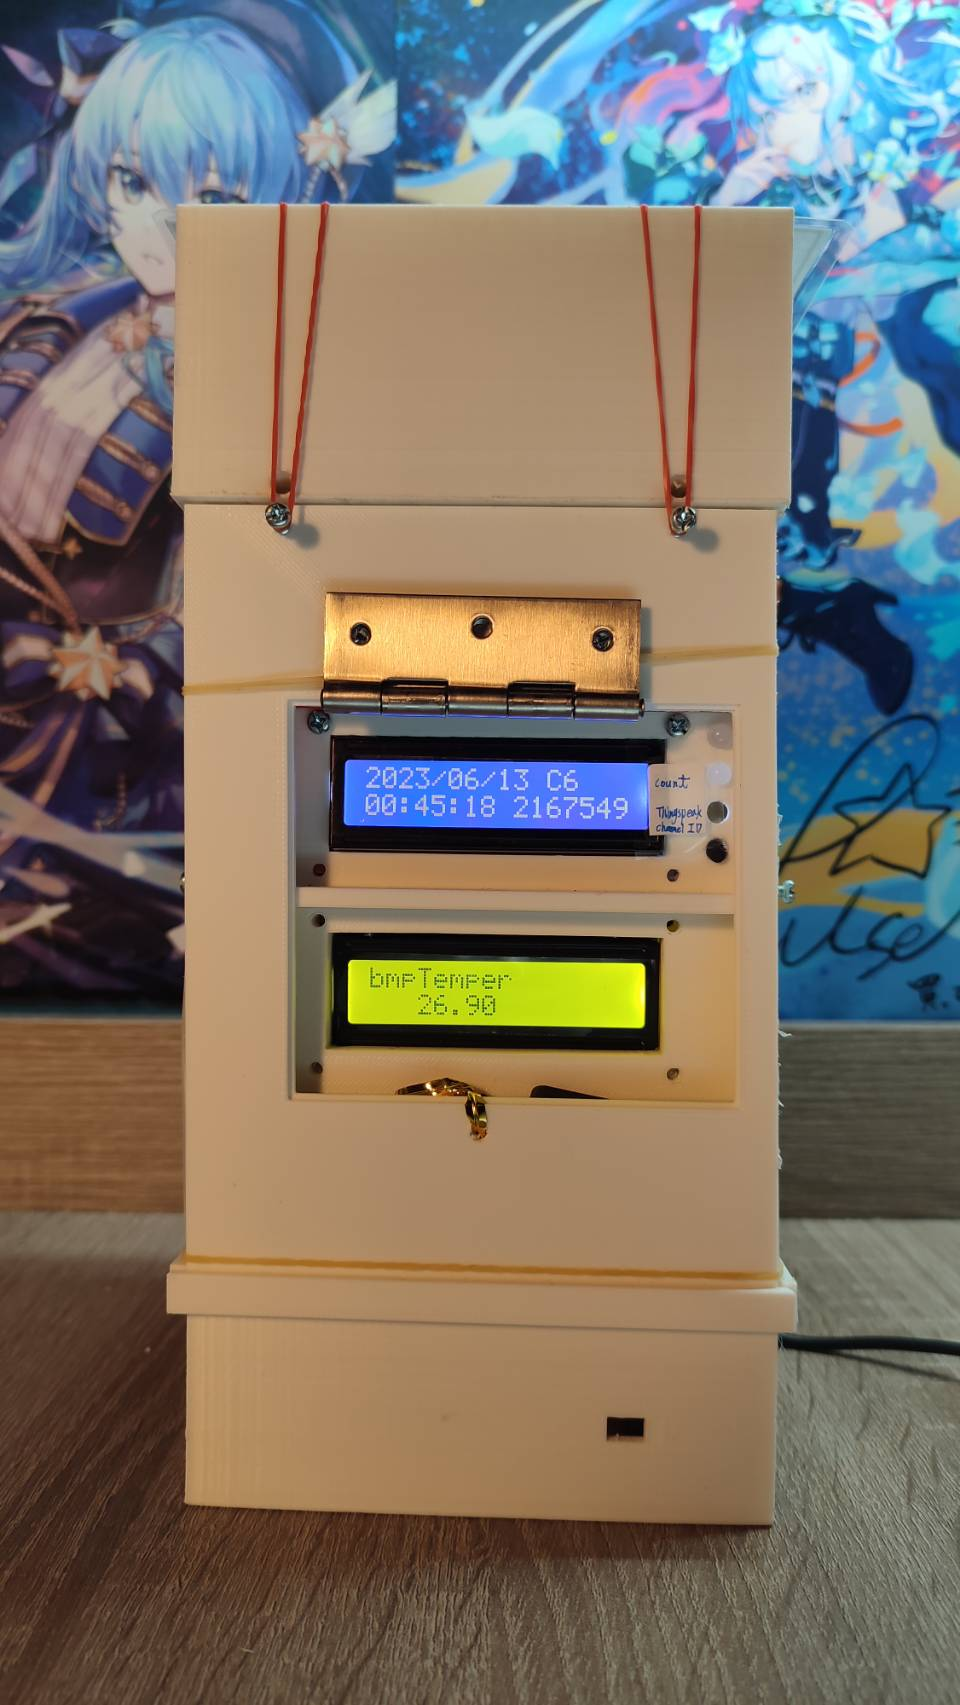 2023/06/13 C6
00:45:18 2167549
count
Thingspeak
channel ID
bmpTemper
26.90